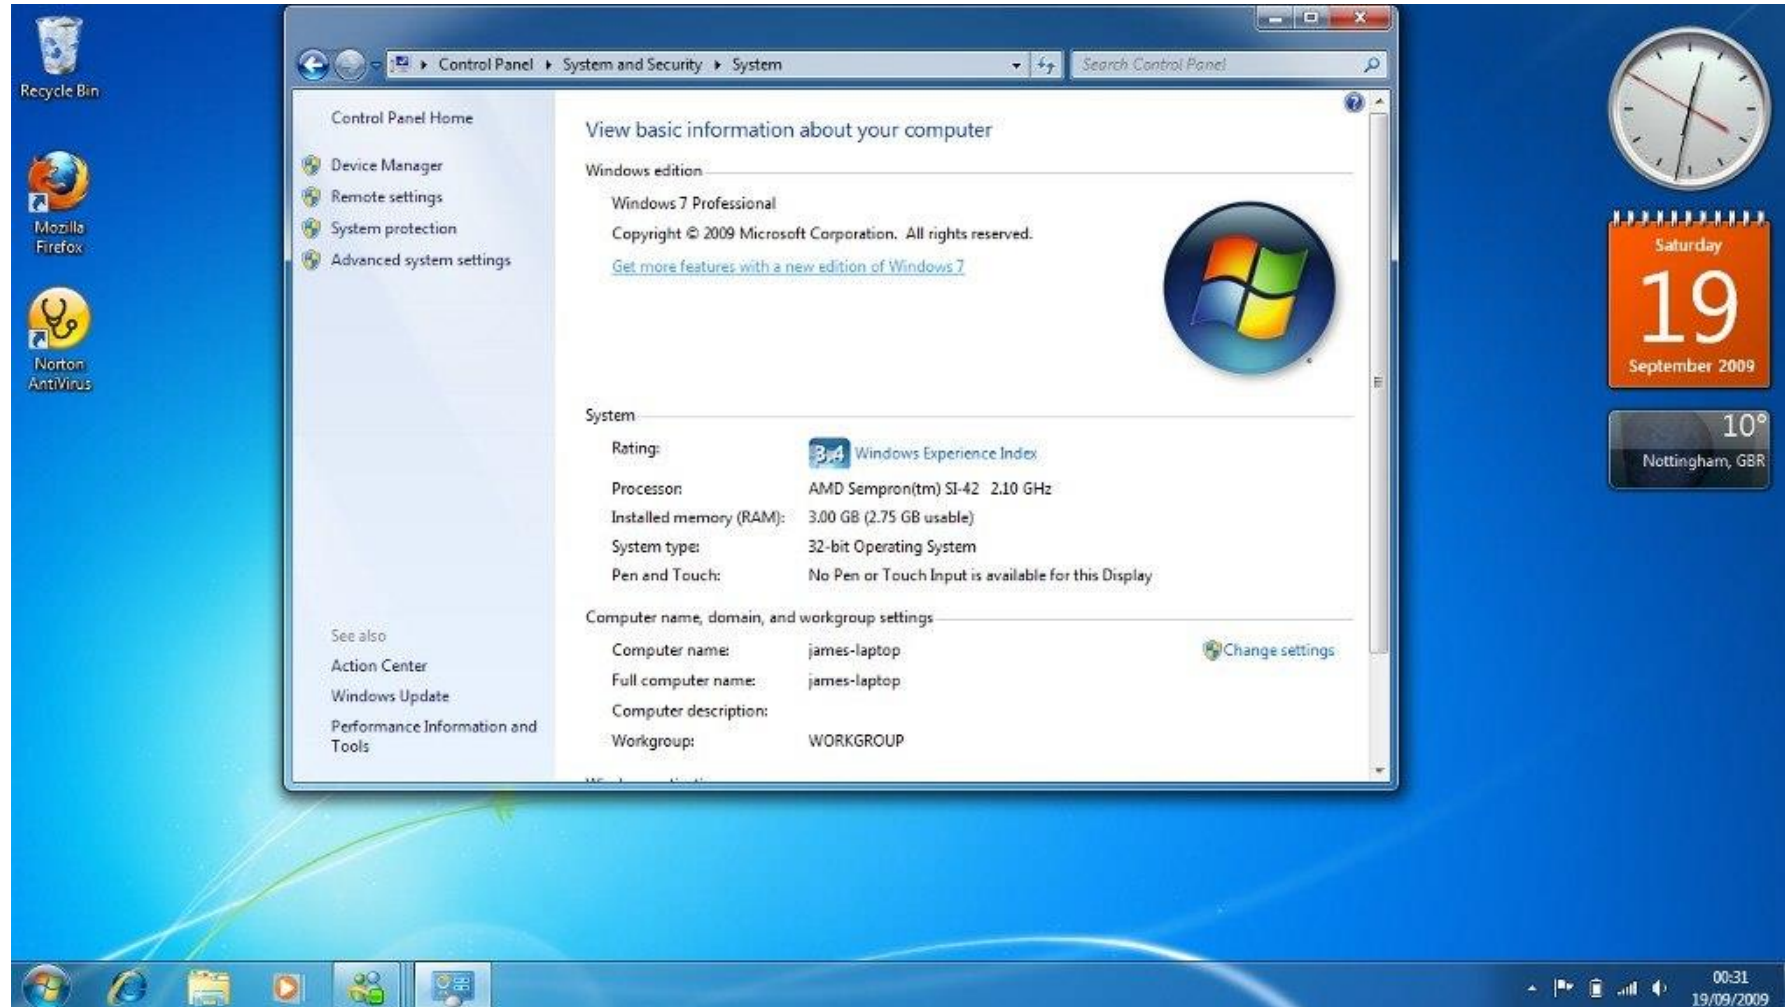 Recycle Bin
Mozilla
Firefox
Norton
AntiVirus
Control Panel
System and Security
System
Search Control Panel
Control Panel Home
Device Manager
Remote settings
System protection
Advanced system settings
See also
Action Center
Windows Update
Performance Information and
Tools
View basic information about your computer
Windows edition
Windows 7 Professional
Copyright © 2009 Microsoft Corporation. All rights reserved.
Get more features with a new edition of Windows 7
System
Rating: 3.4 Windows Experience Index
Processor: AMD Sempron(tm) SI-42 2.10 GHz
Installed memory (RAM): 3.00 GB (2.75 GB usable)
System type: 32-bit Operating System
Pen and Touch: No Pen or Touch Input is available for this Display
Computer name, domain, and workgroup settings
Computer name: james-laptop Change settings
Full computer name: james-laptop
Computer description:
Workgroup: WORKGROUP
Saturday
19
September 2009
10°
Nottingham, GBR
00:31
19/09/2009